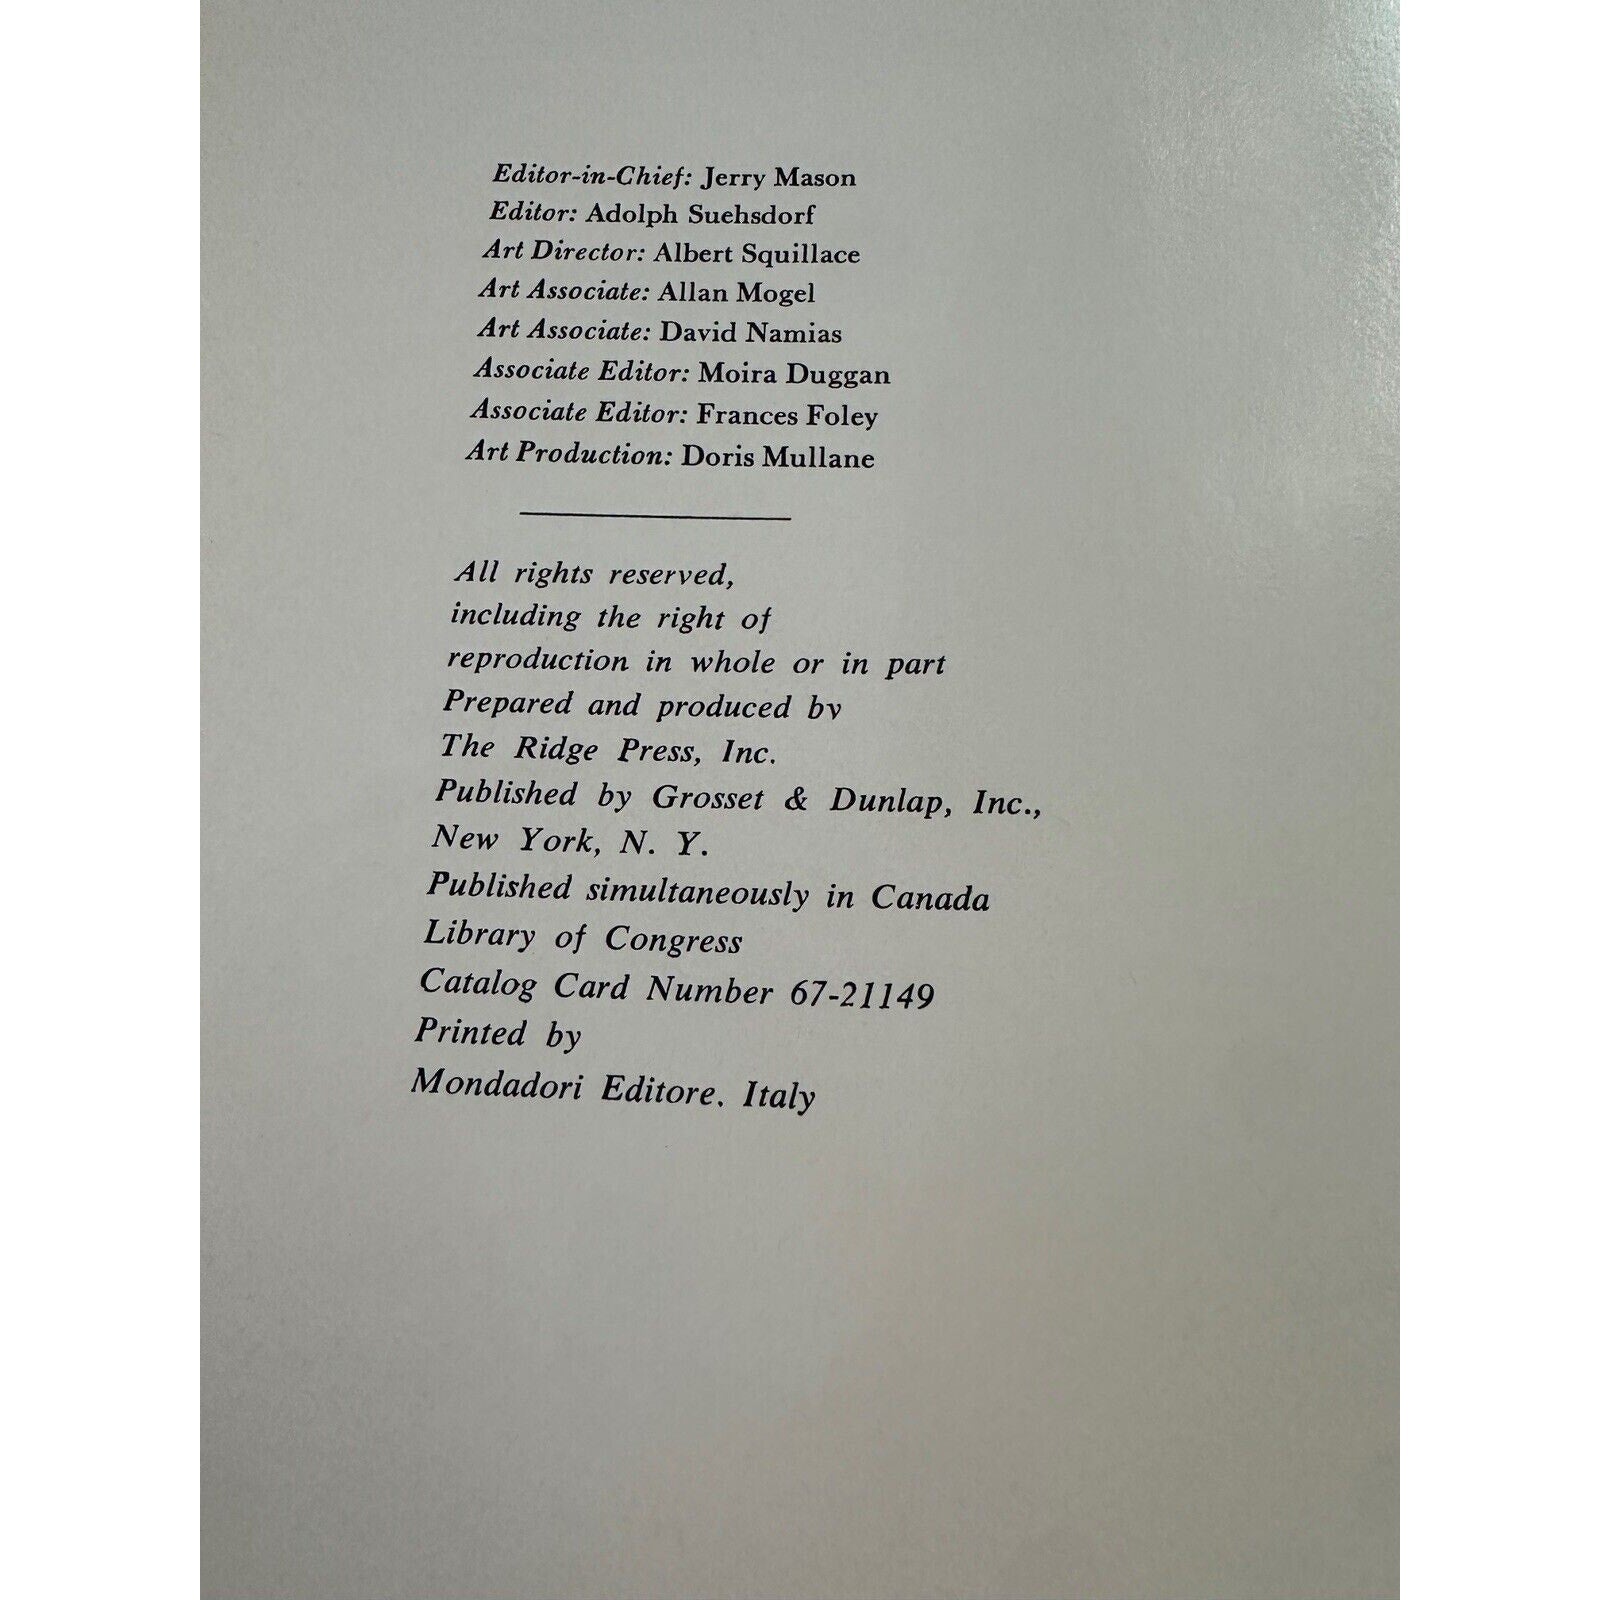 Editor-in-Chief: Jerry Mason
Editor: Adolph Suehsdorf
Art Director: Albert Squillace
Art Associate: Allan Mogel
Art Associate: David Namias
Associate Editor: Moira Duggan
Associate Editor: Frances Foley
Art Production: Doris Mullane
All rights reserved,
including the right of
reproduction in whole or in part
Prepared and produced by
The Ridge Press, Inc.
Published by Grosset & Dunlap, Inc.,
New York, N. Y.
Published simultaneously in Canada
Library of Congress
Catalog Card Number 67-21149
Printed by
Mondadori Editore. Italy